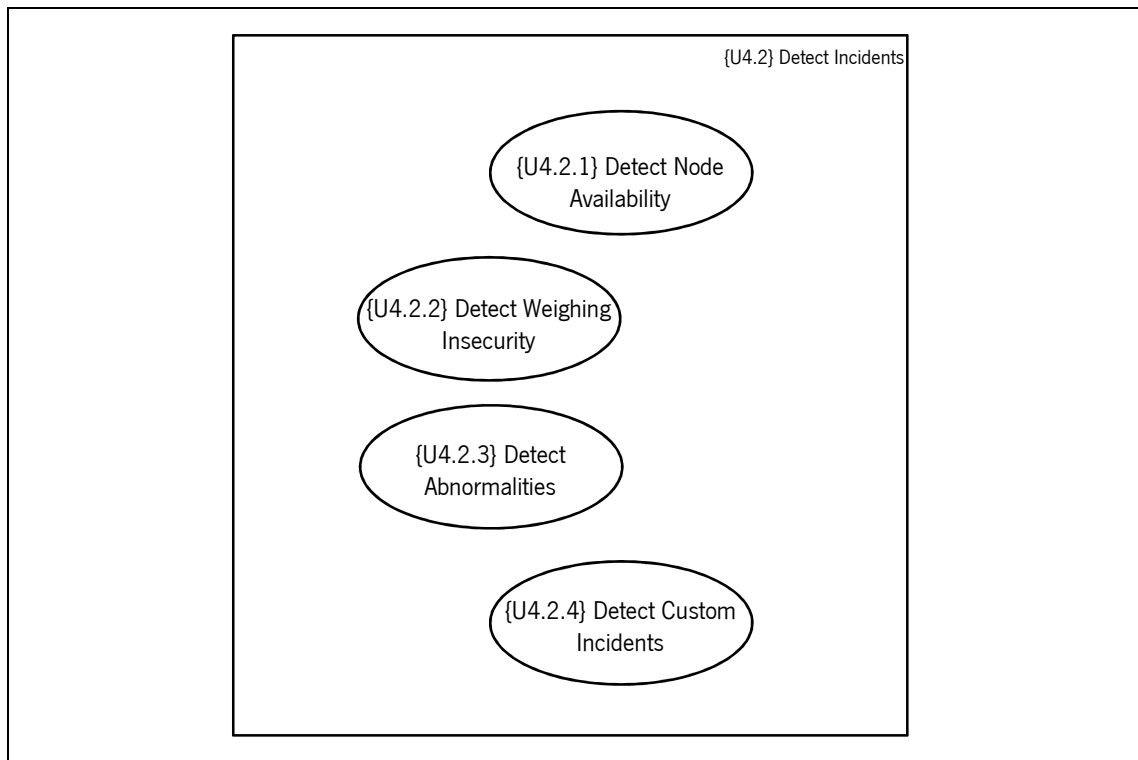 {U4.2} Detect Incidents
{U4.2.1} Detect Node
Availability
{U4.2.2} Detect Weighing
Insecurity
{U4.2.3} Detect
Abnormalities
{U4.2.4} Detect Custom
Incidents